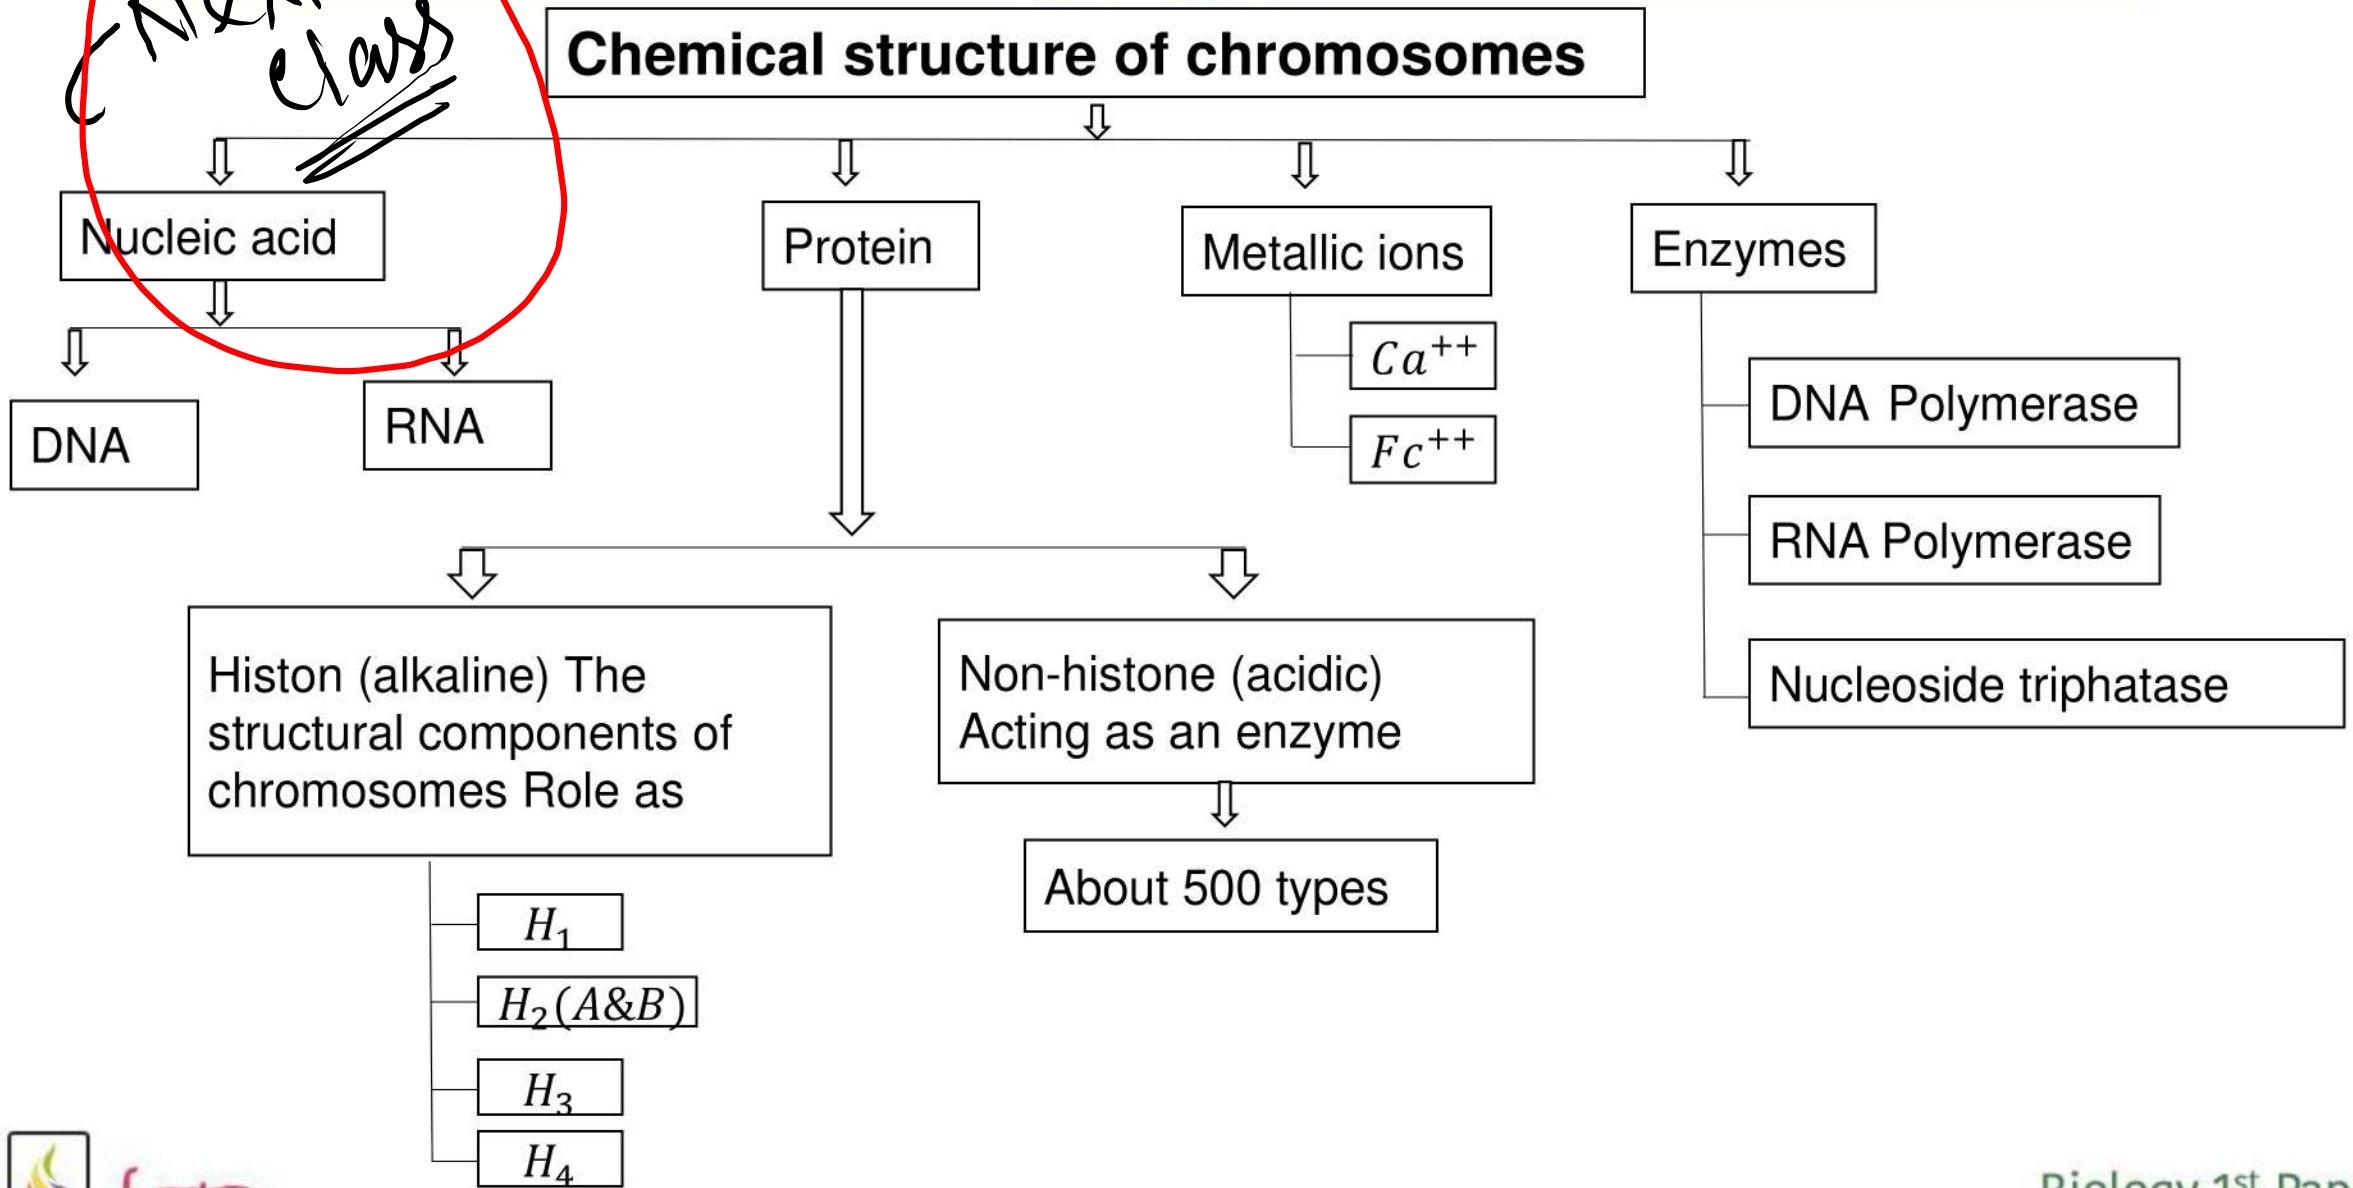 Class
Chemical structure of chromosomes
Nucleic acid
Protein
Metallic ions
Enzymes
DNA
RNA
Ca++
Fc++
DNA Polymerase
RNA Polymerase
Nucleoside triphatase
Histon (alkaline) The
structural components of
chromosomes Role as
Non-histone (acidic)
Acting as an enzyme
About 500 types
H1
H2(A&B)
H3
H4
Biology 1st